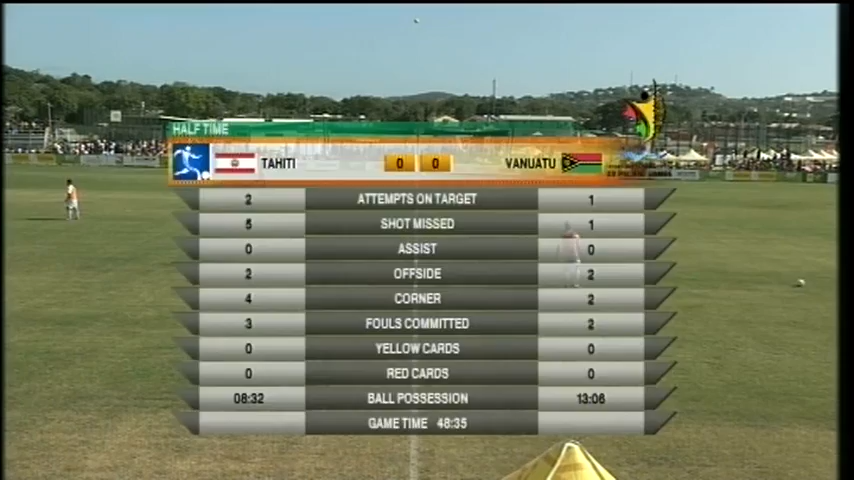 HALF TIME
TAHITI 0 0 VANUATU
2 ATTEMPTS ON TARGET 1
5 SHOT MISSED 1
0 ASSIST 0
2 OFFSIDE 2
4 CORNER 2
3 FOULS COMMITTED 2
0 YELLOW CARDS 0
0 RED CARDS 0
08:32 BALL POSSESSION 13:06
GAME TIME 48:35